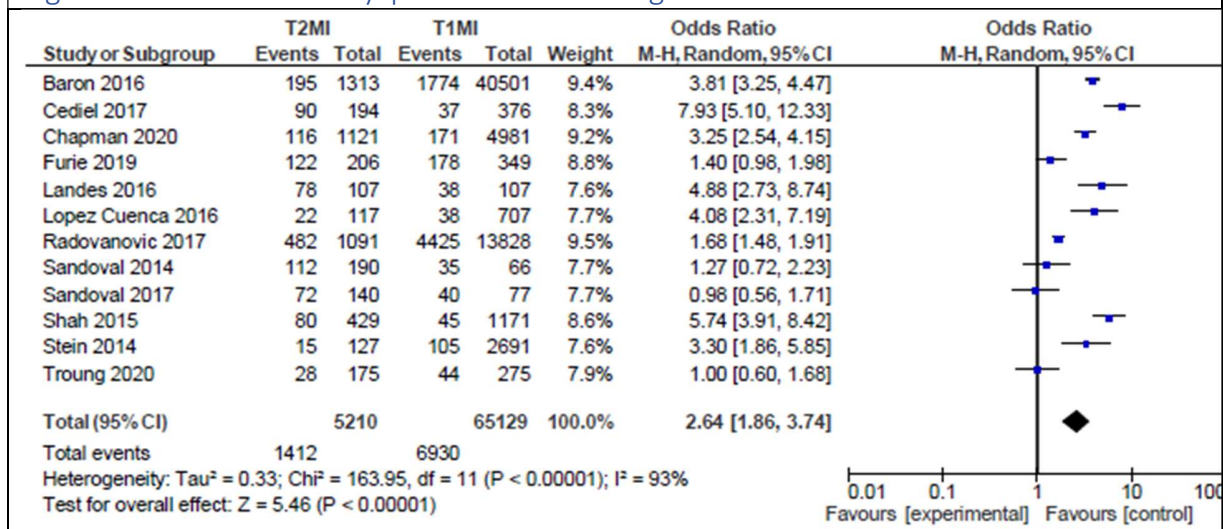 T2MI T1MI Odds Ratio Odds Ratio
Study or Subgroup Events Total Events Total Weight M-H, Random, 95% CI M-H, Random, 95% CI
Baron 2016 195 1313 1774 40501 9.4% 3.81 [3.25, 4.47]
Cediel 2017 90 194 37 376 8.3% 7.93 [5.10, 12.33]
Chapman 2020 116 1121 171 4981 9.2% 3.25 [2.54, 4.15]
Furie 2019 122 206 178 349 8.8% 1.40 [0.98, 1.98]
Landes 2016 78 107 38 107 7.6% 4.88 [2.73, 8.74]
Lopez Cuenca 2016 22 117 38 707 7.7% 4.08 [2.31, 7.19]
Radovanovic 2017 482 1091 4425 13828 9.5% 1.68 [1.48, 1.91]
Sandoval 2014 112 190 35 66 7.7% 1.27 [0.72, 2.23]
Sandoval 2017 72 140 40 77 7.7% 0.98 [0.56, 1.71]
Shah 2015 80 429 45 1171 8.6% 5.74 [3.91, 8.42]
Stein 2014 15 127 105 2691 7.6% 3.30 [1.86, 5.85]
Troung 2020 28 175 44 275 7.9% 1.00 [0.60, 1.68]
Total (95% CI) 5210 65129 100.0% 2.64 [1.86, 3.74]
Total events 1412 6930
Heterogeneity: Tau² = 0.33; Chi² = 163.95, df = 11 (P < 0.00001); I² = 93%
Test for overall effect: Z = 5.46 (P < 0.00001)
0.01 0.1 1 10 100
Favours [experimental] Favours [control]